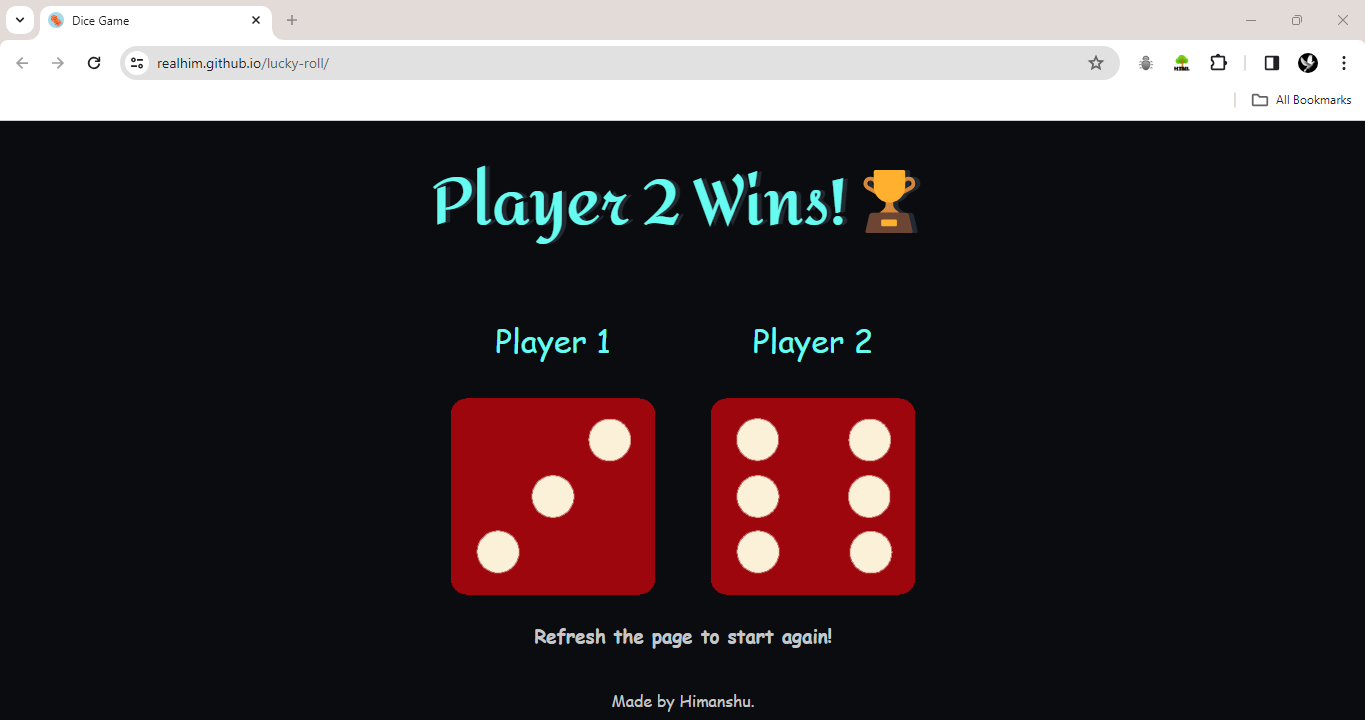 Dice Game
realhim.github.io/lucky-roll/
HTML
All Bookmarks
Player 2 Wins! 🏆
Player 1
Player 2
Refresh the page to start again!
Made by Himanshu.